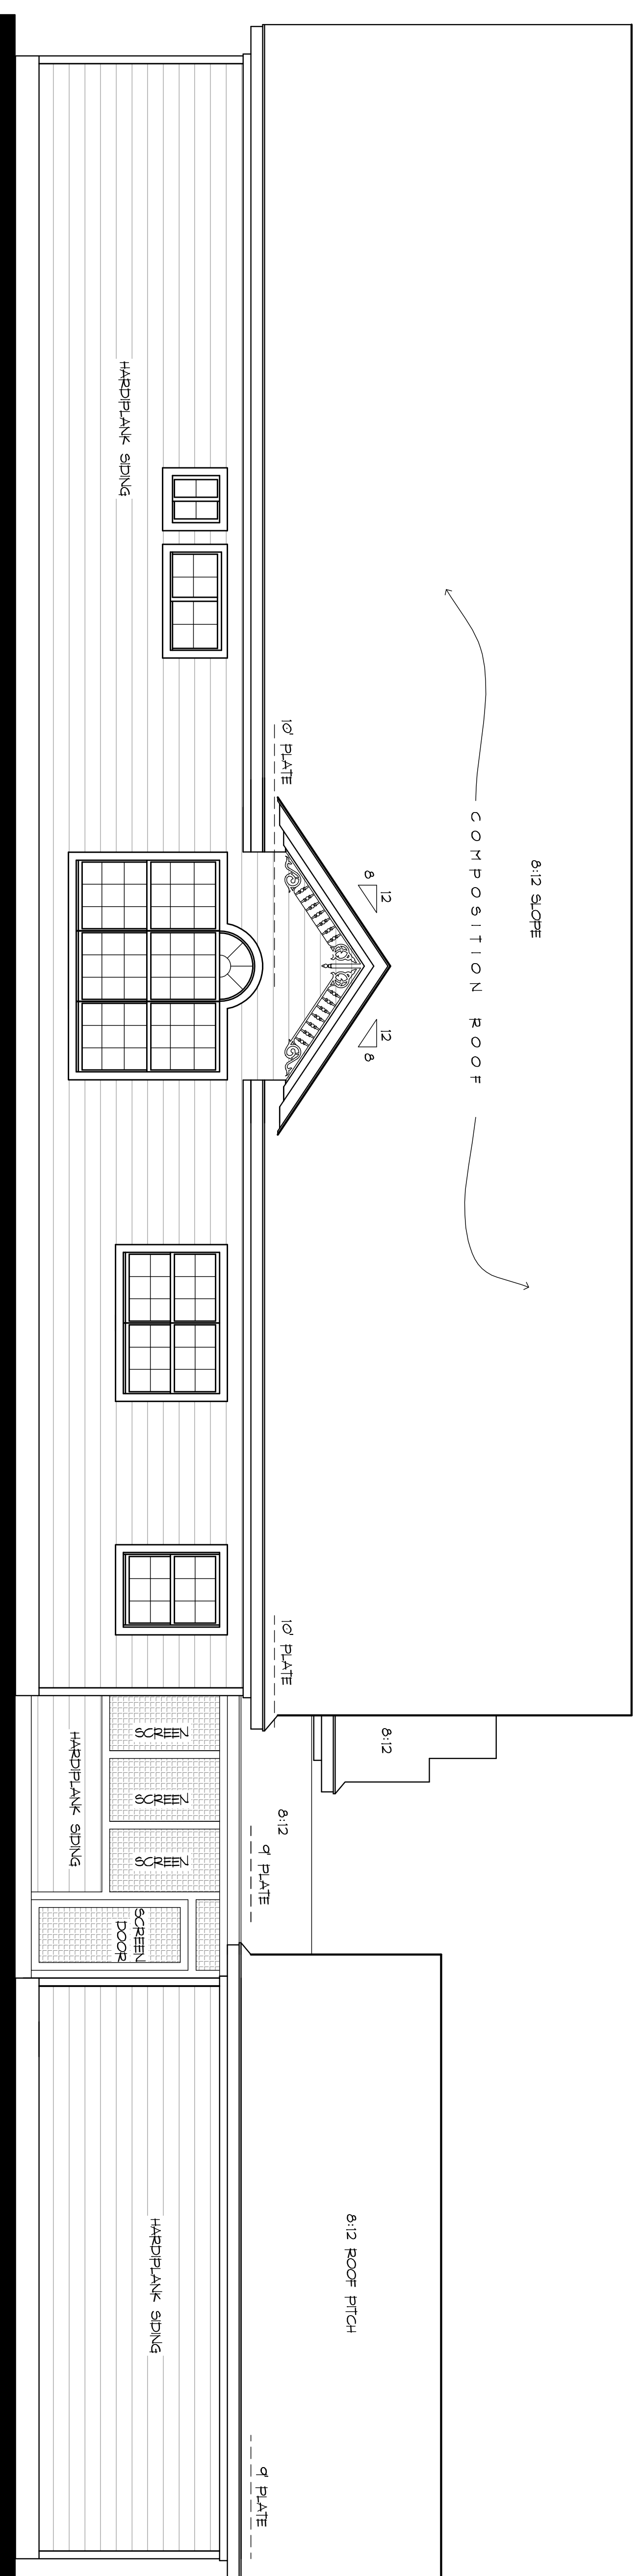 8:12 SLOPE
COMPOSITION ROOF
12
8
12
8
10' PLATE
10' PLATE
HARDIPLANK SIDING
8:12
8:12
9' PLATE
SCREEN
SCREEN
SCREEN
SCREEN
DOOR
HARDIPLANK SIDING
8:12 ROOF PITCH
9' PLATE
HARDIPLANK SIDING